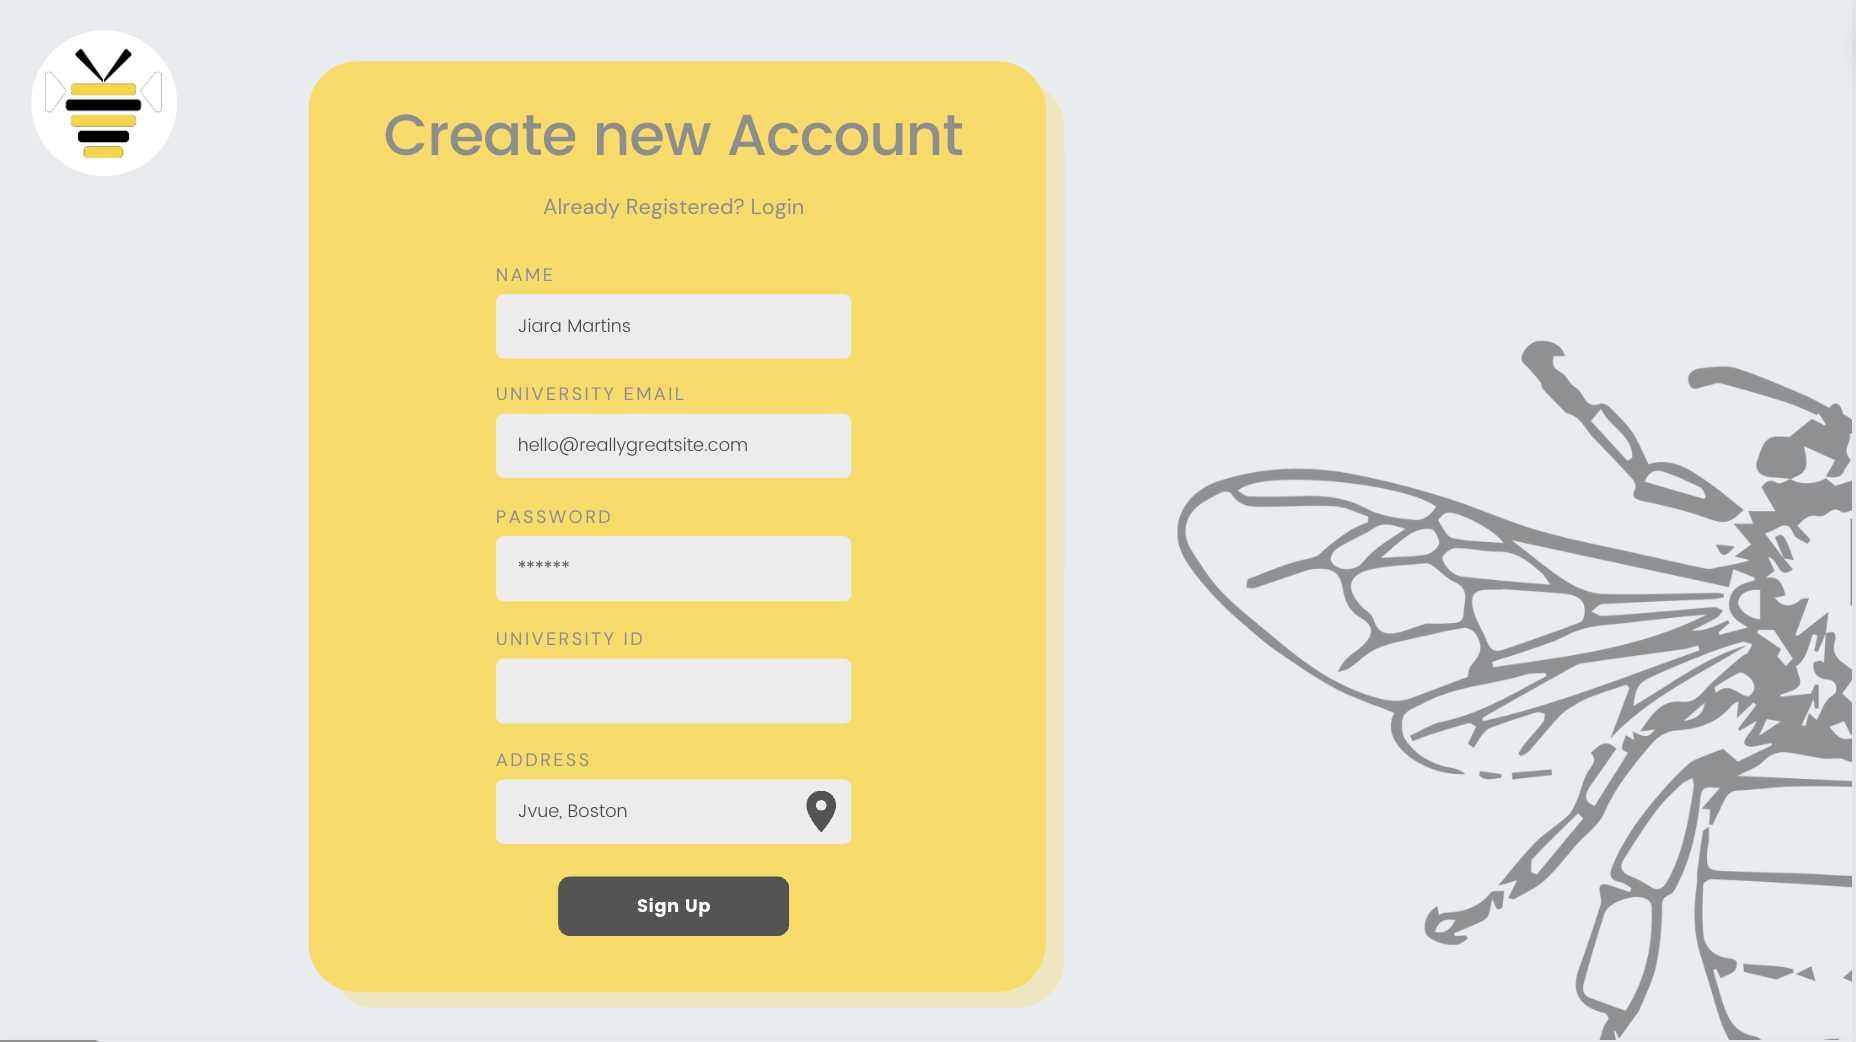 Create new Account
Already Registered? Login
NAME
Jiara Martins
UNIVERSITY EMAIL
hello@reallygreatsite.com
PASSWORD
******
UNIVERSITY ID
ADDRESS
Jvue, Boston
Sign Up